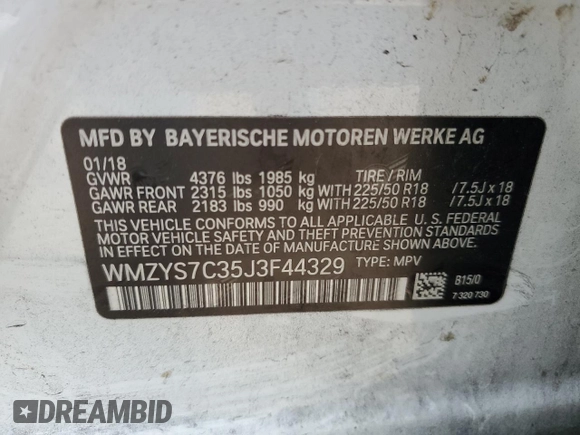 MFD BY BAYERISCHE MOTOREN WERKE AG
01/18
GVWR 4376 lbs 1985 kg TIRE/RIM
GAWR FRONT 2315 lbs 1050 kg WITH 225/50 R18 /7.5J x 18
GAWR REAR 2183 lbs 990 kg WITH 225/50 R18 /7.5J x 18
THIS VEHICLE CONFORMS TO ALL APPLICABLE U. S. FEDERAL
MOTOR VEHICLE SAFETY, BUMPER, AND THEFT PREVENTION STANDARDS
IN EFFECT ON THE DATE OF MANUFACTURE SHOWN ABOVE.
WMZYS7C35J3F44329 TYPE: MPV
B15/0
7 320 730
DREAMBID